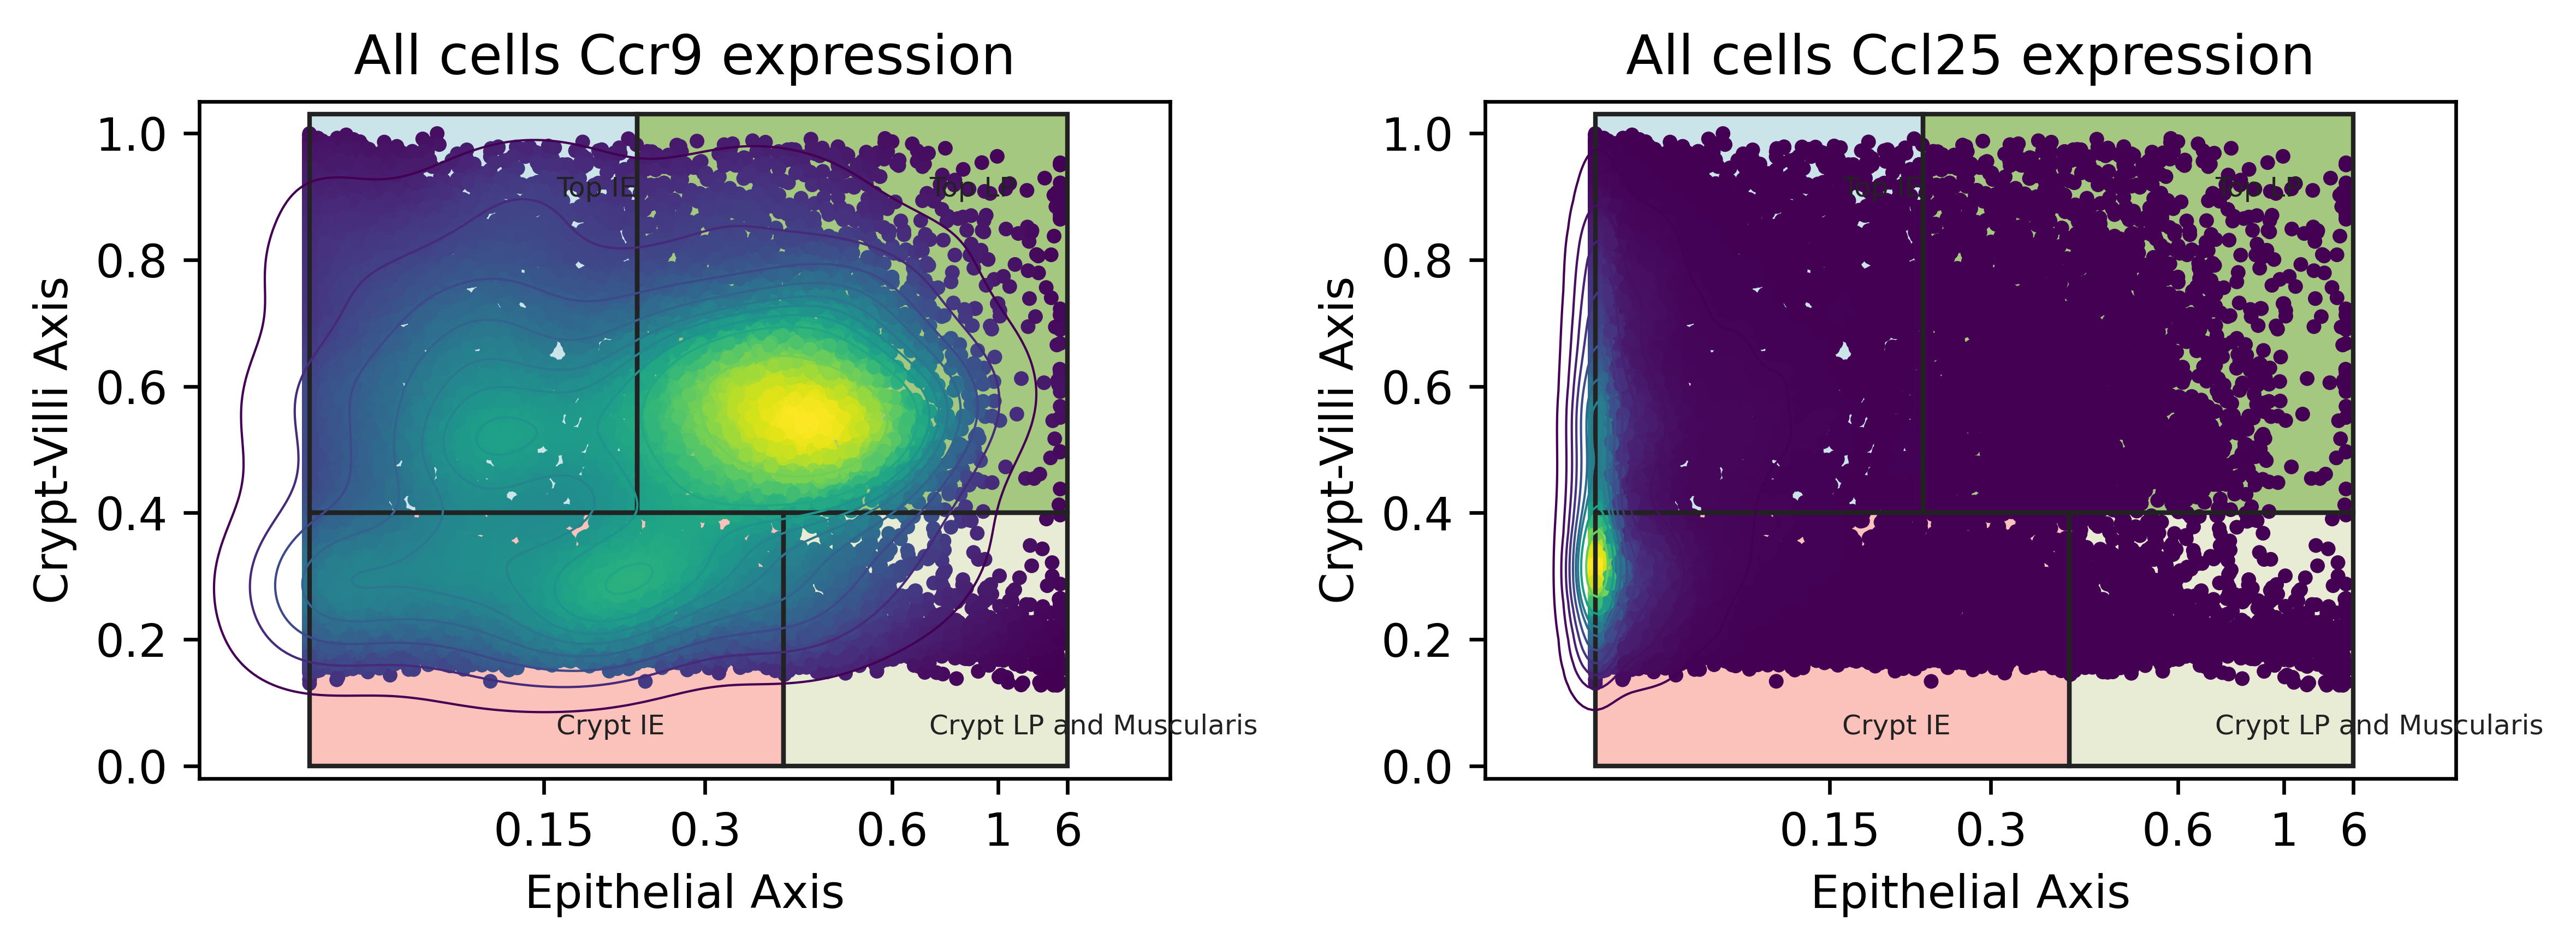 All cells Ccr9 expression
1.0
0.8
0.6
0.4
0.2
0.0
Crypt-Villi Axis
Top IE
Top LP
Crypt IE
Crypt LP and Muscularis
0.15
0.3
0.6
1
6
Epithelial Axis
All cells Ccl25 expression
1.0
0.8
0.6
0.4
0.2
0.0
Crypt-Villi Axis
Top IE
Top LP
Crypt IE
Crypt LP and Muscularis
0.15
0.3
0.6
1
6
Epithelial Axis